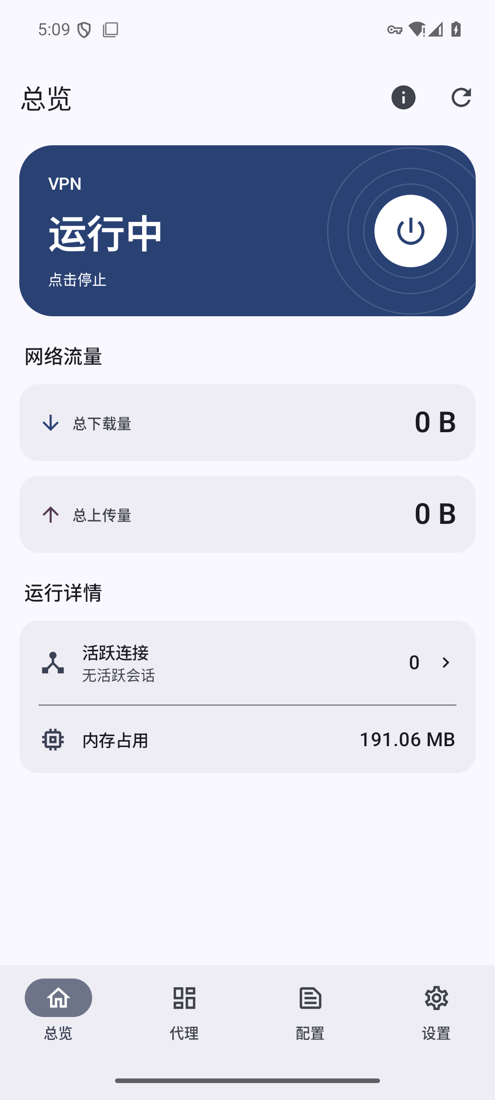 5:09
总览
VPN
运行中
点击停止
网络流量
总下载量
0 B
总上传量
0 B
运行详情
活跃连接
无活跃会话
0
内存占用
191.06 MB
总览
代理
配置
设置